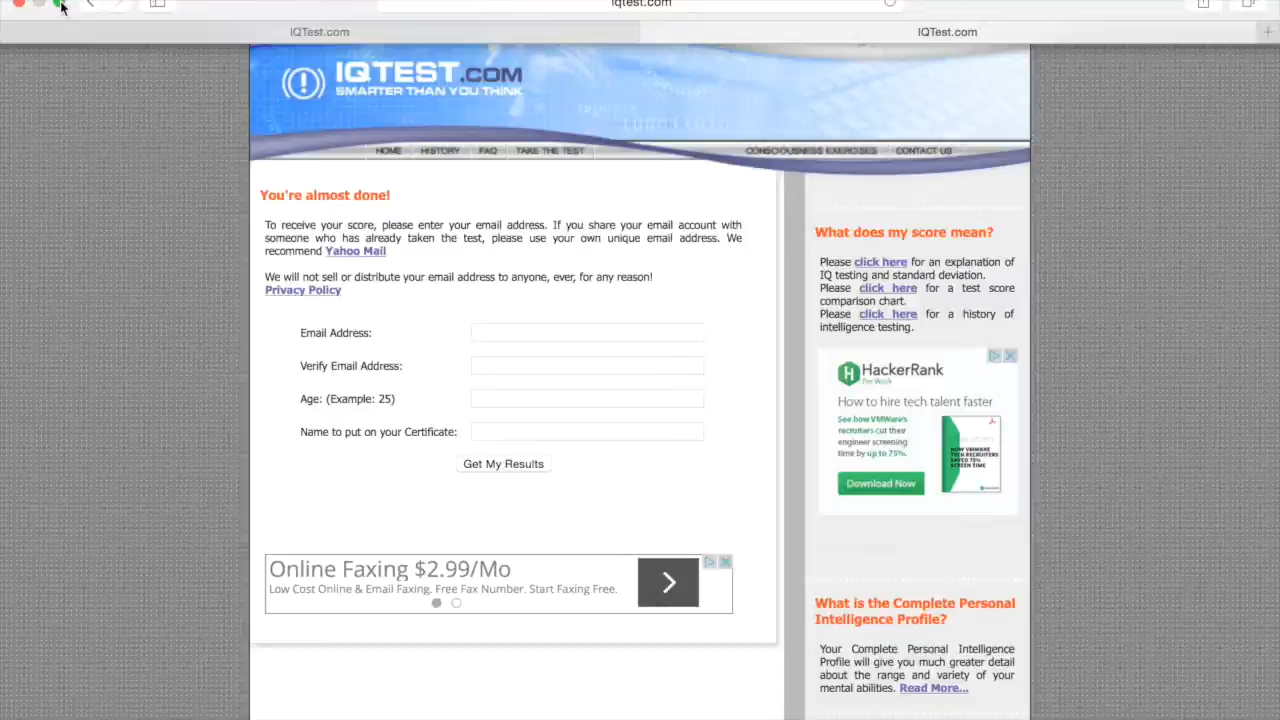 iqtest.com
IQTest.com
IQTest.com
IQTEST.COM
SMARTER THAN YOU THINK
HOME HISTORY FAQ TAKE THE TEST CONSCIOUSNESS EXERCISES CONTACT US
You're almost done!
To receive your score, please enter your email address. If you share your email account with
someone who has already taken the test, please use your own unique email address. We
recommend Yahoo Mail
We will not sell or distribute your email address to anyone, ever, for any reason!
Privacy Policy
Email Address:
Verify Email Address:
Age: (Example: 25)
Name to put on your Certificate:
Get My Results
Online Faxing $2.99/Mo
Low Cost Online & Email Faxing. Free Fax Number. Start Faxing Free.
What does my score mean?
Please click here for an explanation of
IQ testing and standard deviation.
Please click here for a test score
comparison chart.
Please click here for a history of
intelligence testing.
H
HackerRank
For Work
How to hire tech talent faster
See how VMWare's
recruiters cut their
engineer screening
time by up to 75%.
HOW VMWARE
TECH RECRUITERS
SAVED 75%
SCREEN TIME
Download Now
What is the Complete Personal
Intelligence Profile?
Your Complete Personal Intelligence
Profile will give you much greater detail
about the range and variety of your
mental abilities. Read More...